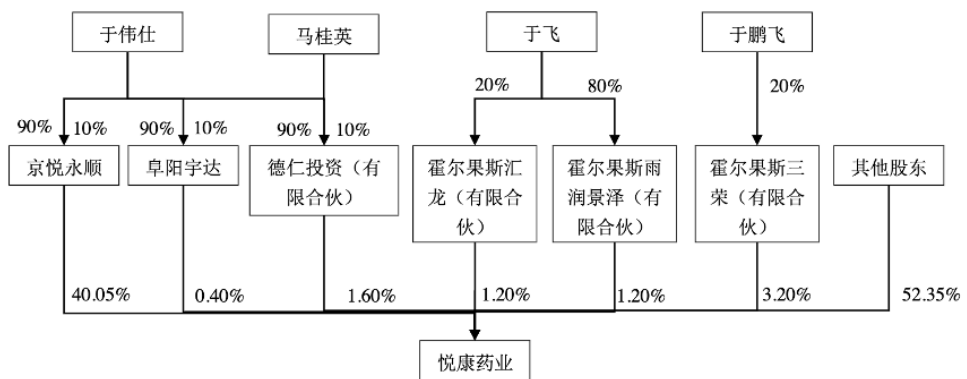 于伟仕
马桂英
于飞
于鹏飞
20%
80%
20%
90%
10%
90%
10%
90%
10%
京悦永顺
阜阳宇达
德仁投资（有
限合伙）
霍尔果斯汇
龙（有限合
伙）
霍尔果斯雨
润景泽（有
限合伙）
霍尔果斯三
荣（有限合
伙）
其他股东
40.05%
0.40%
1.60%
1.20%
1.20%
3.20%
52.35%
悦康药业